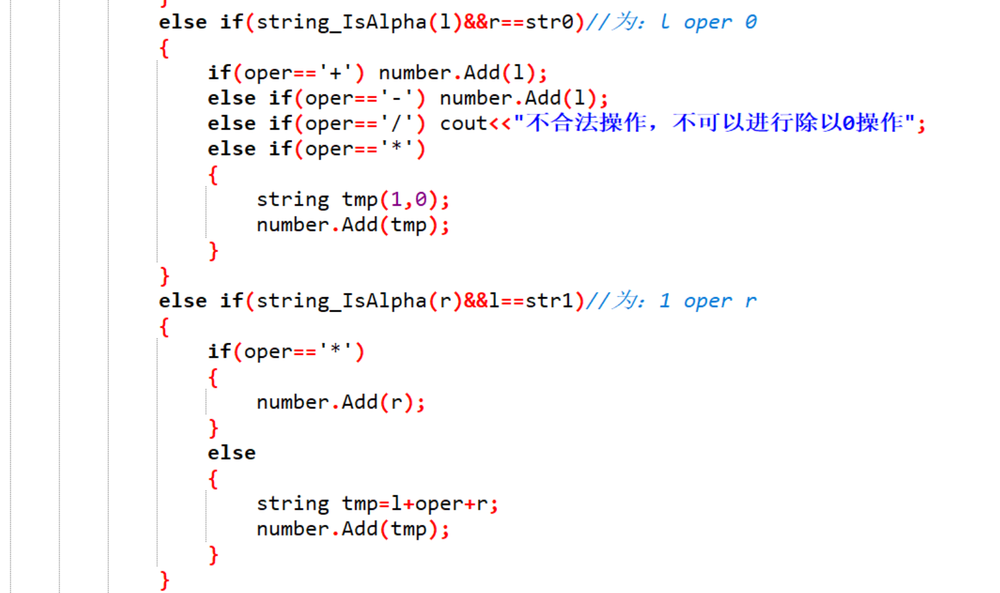 }
else if(string_IsAlpha(l)&&r==str0)//为: l oper 0
{
if(oper=='+') number.Add(l);
else if(oper=='-') number.Add(l);
else if(oper=='/') cout<<"不合法操作，不可以进行除以0操作";
else if(oper=='*')
{
string tmp(1,0);
number.Add(tmp);
}
}
else if(string_IsAlpha(r)&&l==str1)//为: 1 oper r
{
if(oper=='*')
{
number.Add(r);
}
else
{
string tmp=l+oper+r;
number.Add(tmp);
}
}